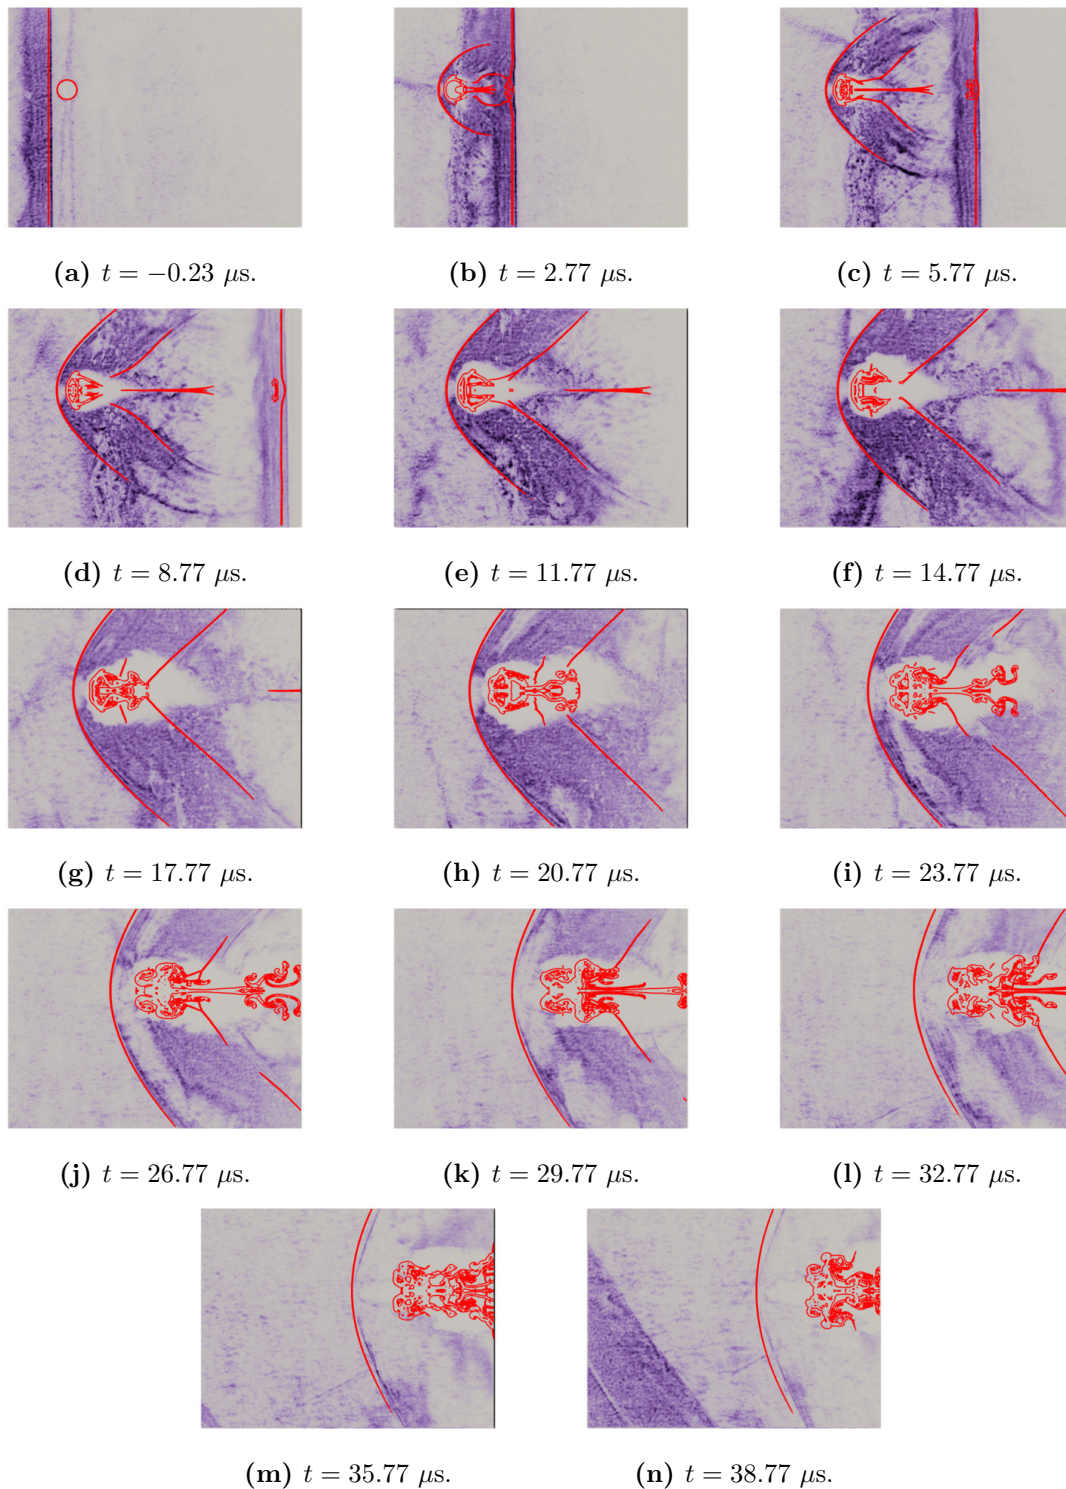 (a) t = −0.23 μs.
(b) t = 2.77 μs.
(c) t = 5.77 μs.
(d) t = 8.77 μs.
(e) t = 11.77 μs.
(f) t = 14.77 μs.
(g) t = 17.77 μs.
(h) t = 20.77 μs.
(i) t = 23.77 μs.
(j) t = 26.77 μs.
(k) t = 29.77 μs.
(l) t = 32.77 μs.
(m) t = 35.77 μs.
(n) t = 38.77 μs.